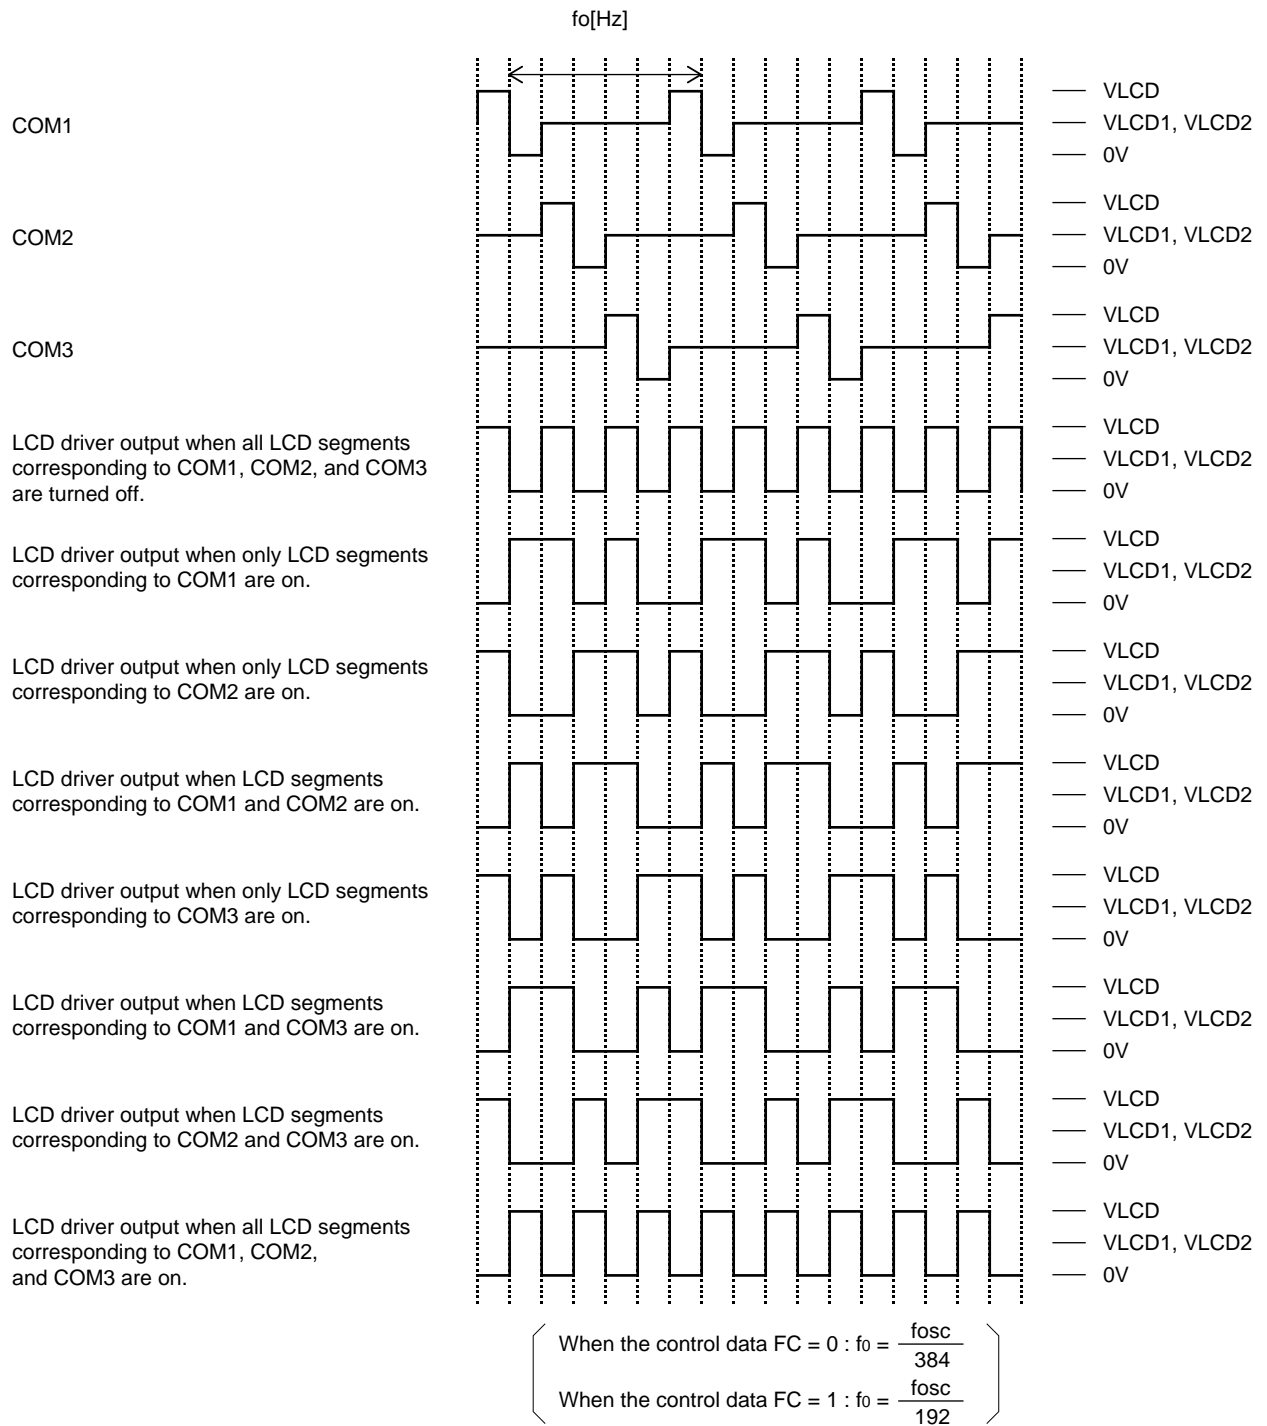 fo[Hz]
COM1
VLCD
VLCD1, VLCD2
0V
COM2
VLCD
VLCD1, VLCD2
0V
COM3
VLCD
VLCD1, VLCD2
0V
LCD driver output when all LCD segments
corresponding to COM1, COM2, and COM3
are turned off.
VLCD
VLCD1, VLCD2
0V
LCD driver output when only LCD segments
corresponding to COM1 are on.
VLCD
VLCD1, VLCD2
0V
LCD driver output when only LCD segments
corresponding to COM2 are on.
VLCD
VLCD1, VLCD2
0V
LCD driver output when LCD segments
corresponding to COM1 and COM2 are on.
VLCD
VLCD1, VLCD2
0V
LCD driver output when only LCD segments
corresponding to COM3 are on.
VLCD
VLCD1, VLCD2
0V
LCD driver output when LCD segments
corresponding to COM1 and COM3 are on.
VLCD
VLCD1, VLCD2
0V
LCD driver output when LCD segments
corresponding to COM2 and COM3 are on.
VLCD
VLCD1, VLCD2
0V
LCD driver output when all LCD segments
corresponding to COM1, COM2,
and COM3 are on.
VLCD
VLCD1, VLCD2
0V
When the control data FC = 0 : f0 = fosc
384
When the control data FC = 1 : f0 = fosc
192